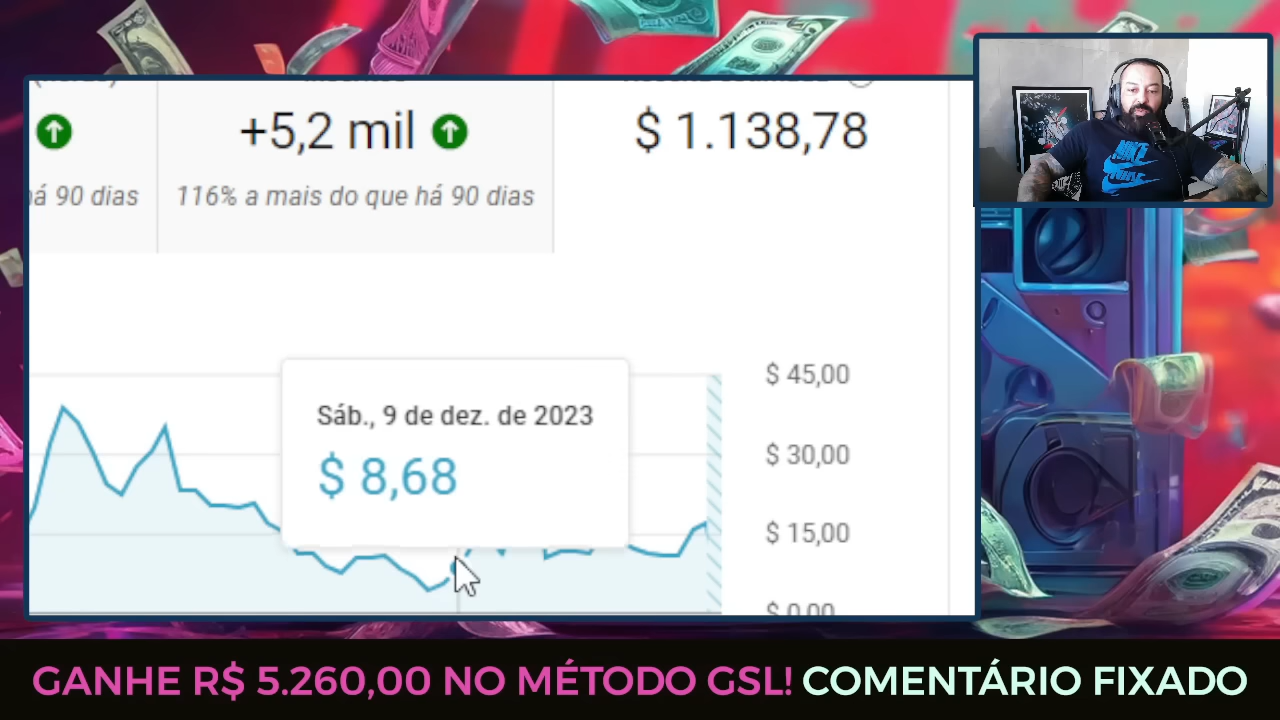 +5,2 mil
$ 1.138,78
há 90 dias
116% a mais do que há 90 dias
Sáb., 9 de dez. de 2023
$ 8,68
$ 45,00
$ 30,00
$ 15,00
$ 0,00
NIKE
NIKE
GANHE R$ 5.260,00 NO MÉTODO GSL! COMENTÁRIO FIXADO